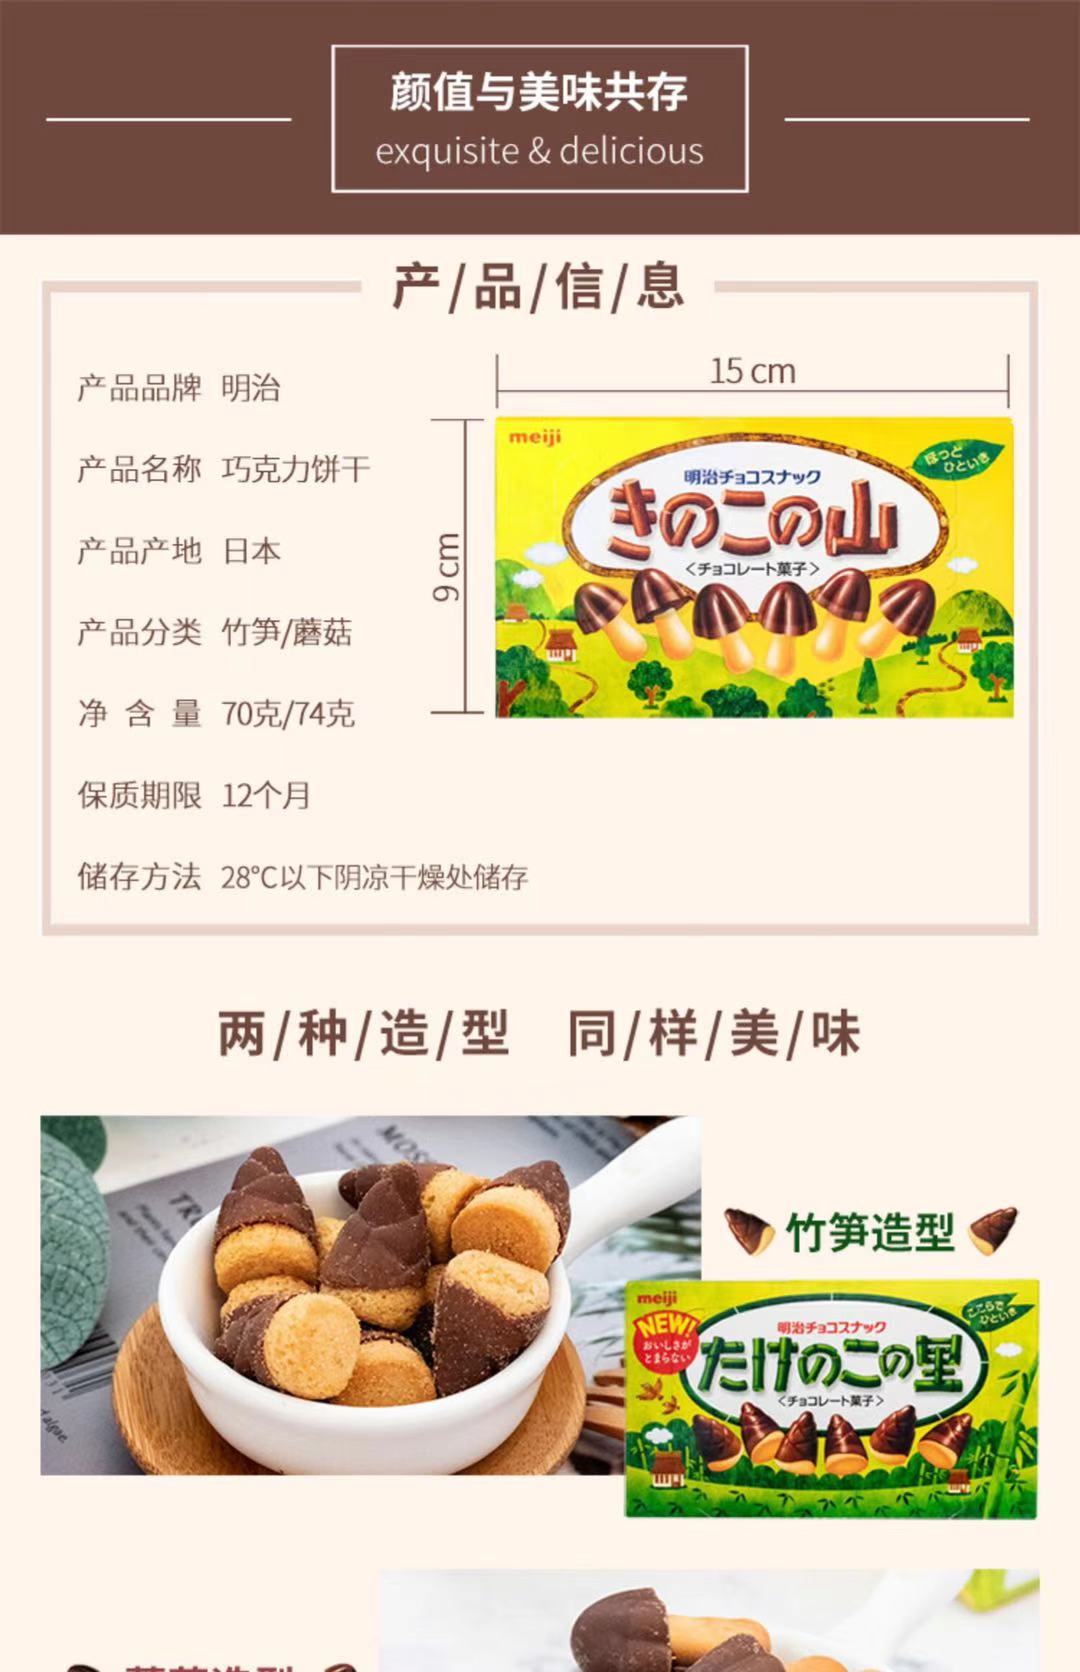 颜值与美味共存
exquisite & delicious
产/品/信/息
产品品牌 明治
产品名称 巧克力饼干
产品产地 日本
产品分类 竹笋/蘑菇
净含量 70克/74克
保质期限 12个月
储存方法 28℃以下阴凉干燥处储存
15 cm
9 cm
meiji
ほっと
ひといき
明治チョコスナック
きのこの山
<チョコレート菓子>
两/种/造/型 同/样/美/味
MOS
竹笋造型
meiji
NEW!
おいしさが
とまらない
ここらで
ひといき
明治チョコスナック
たけのこの里
<チョコレート菓子>